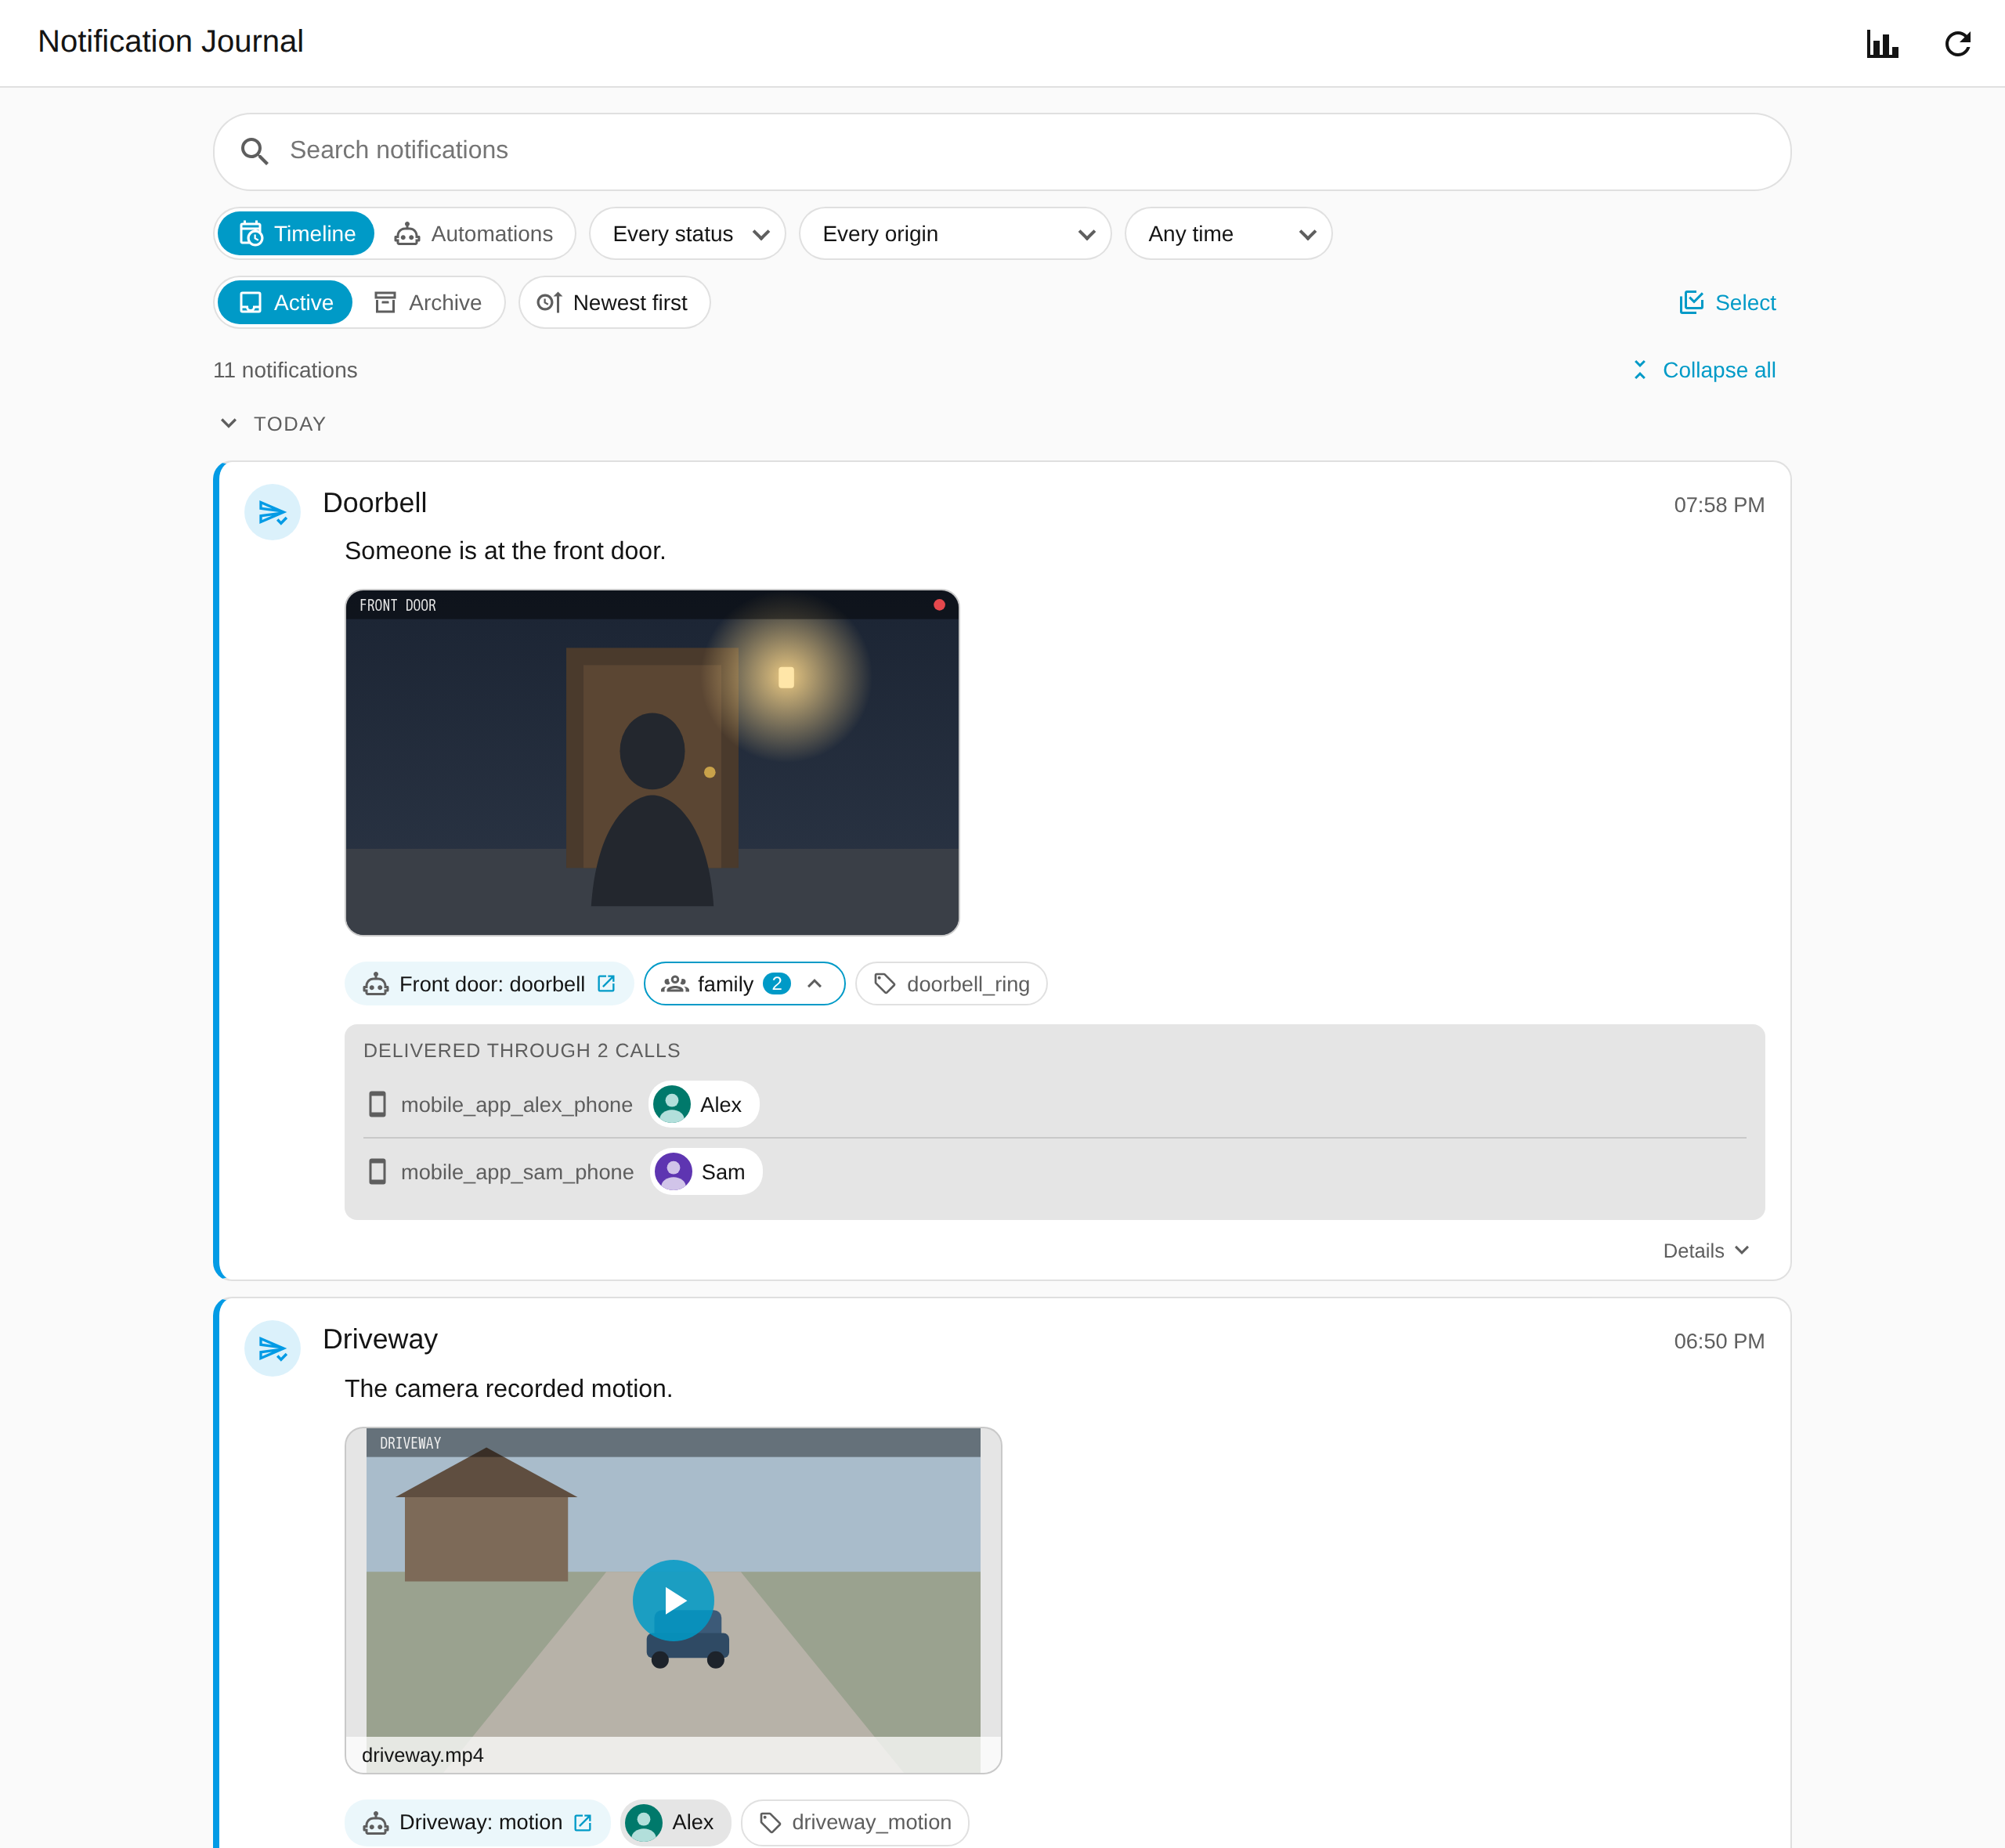 Notification Journal
Search notifications
Timeline Automations Every status Every origin Any time
Active Archive Newest first Select
11 notifications Collapse all
TODAY
Doorbell 07:58 PM
Someone is at the front door.
FRONT DOOR
Front door: doorbell family 2 doorbell_ring
DELIVERED THROUGH 2 CALLS
mobile_app_alex_phone Alex
mobile_app_sam_phone Sam
Details
Driveway 06:50 PM
The camera recorded motion.
DRIVEWAY
driveway.mp4
Driveway: motion Alex driveway_motion